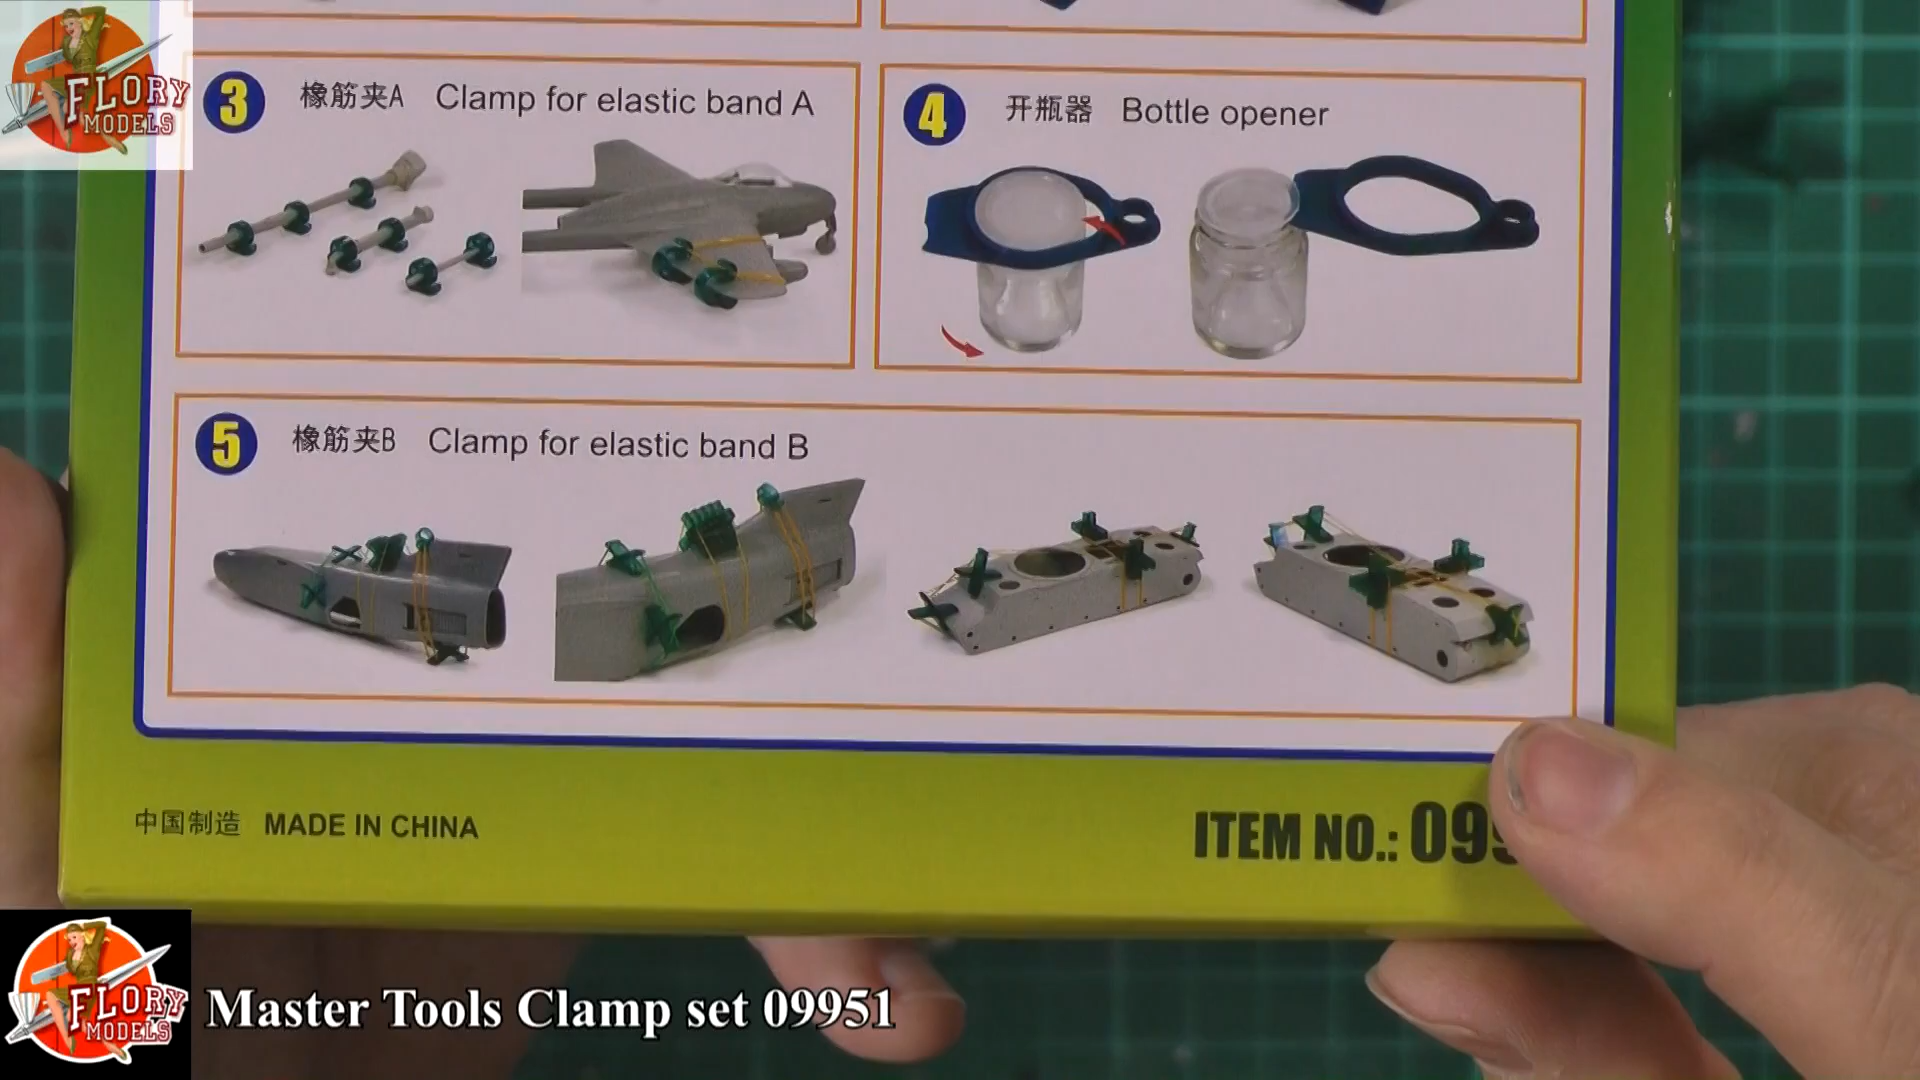 FLORY
MODELS
3 橡筋夹A Clamp for elastic band A
4 开瓶器 Bottle opener
5 橡筋夹B Clamp for elastic band B
中国制造 MADE IN CHINA
ITEM NO.: 099
FLORY
MODELS
Master Tools Clamp set 09951